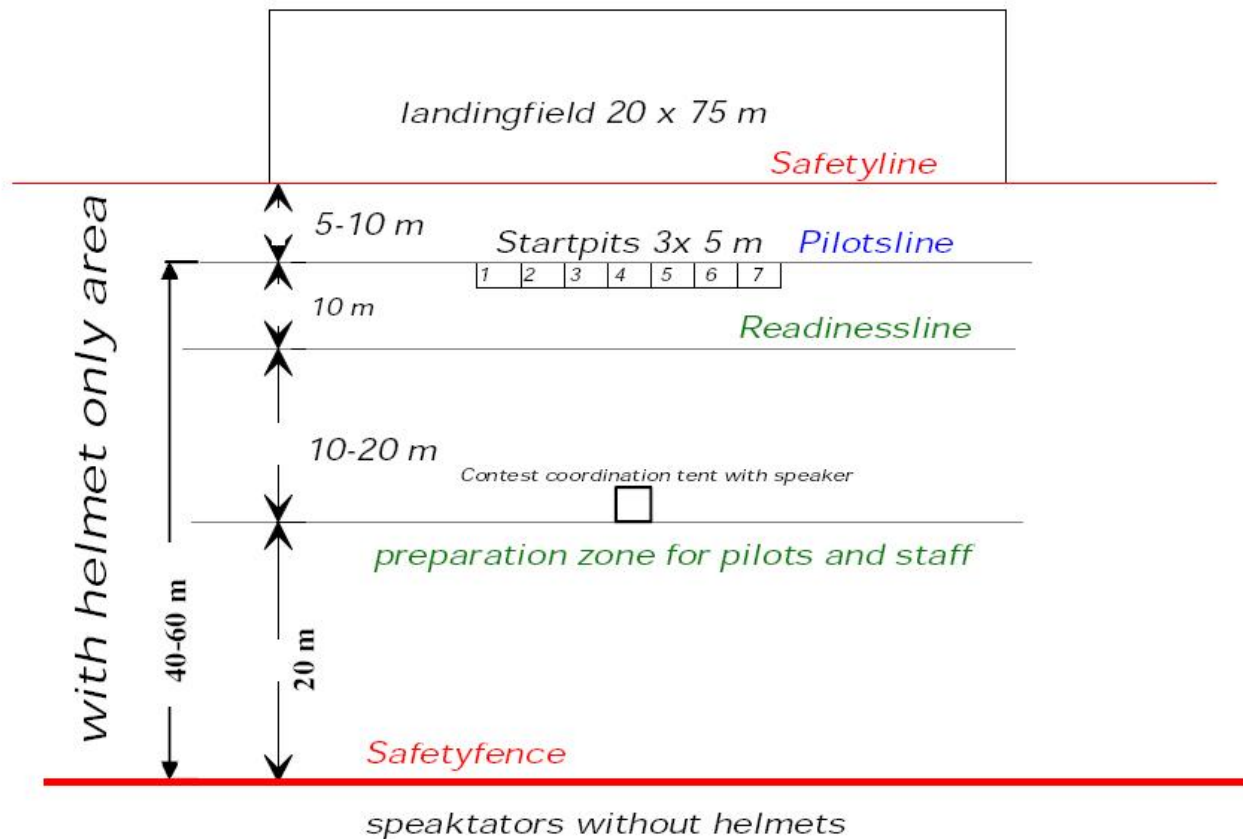 landingfield 20 x 75 m
Safetyline
5-10 m
Startpits 3x 5 m
Pilotsline
1 2 3 4 5 6 7
10 m
Readinessline
with helmet only area
10-20 m
Contest coordination tent with speaker
preparation zone for pilots and staff
40-60 m
20 m
Safetyfence
speaktators without helmets